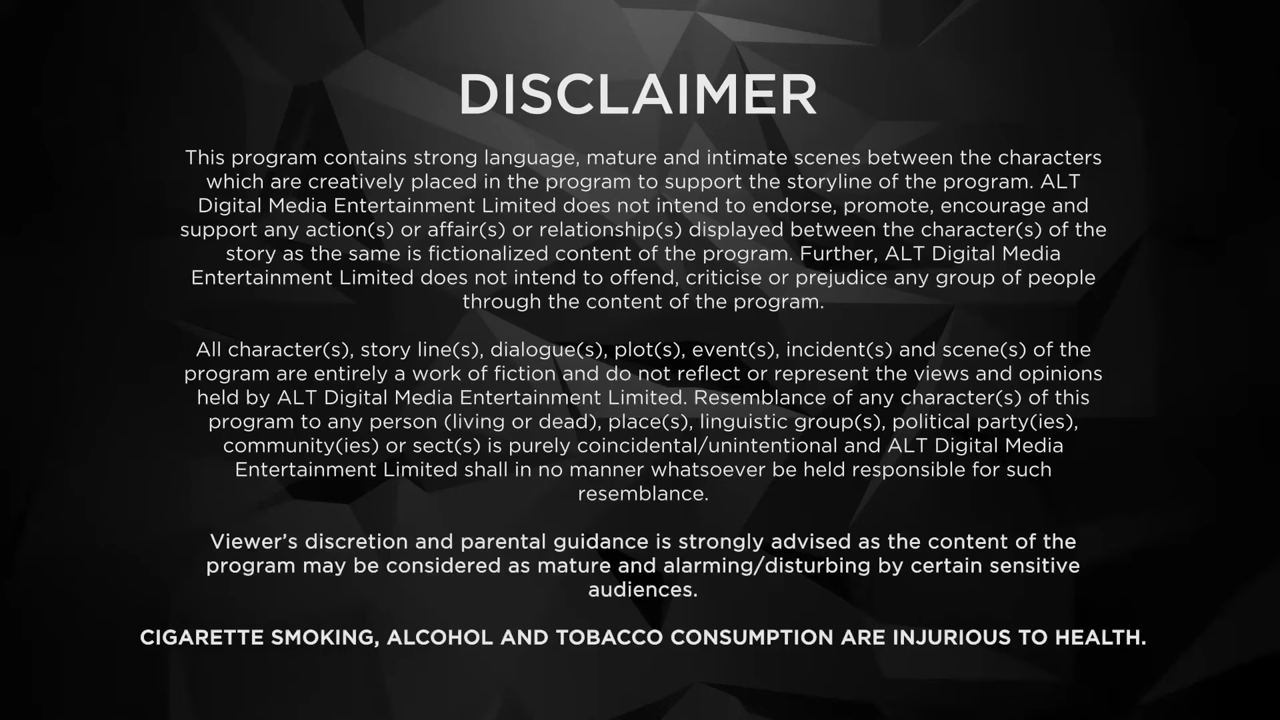 DISCLAIMER
This program contains strong language, mature and intimate scenes between the characters
which are creatively placed in the program to support the storyline of the program. ALT
Digital Media Entertainment Limited does not intend to endorse, promote, encourage and
support any action(s) or affair(s) or relationship(s) displayed between the character(s) of the
story as the same is fictionalized content of the program. Further, ALT Digital Media
Entertainment Limited does not intend to offend, criticise or prejudice any group of people
through the content of the program.
All character(s), story line(s), dialogue(s), plot(s), event(s), incident(s) and scene(s) of the
program are entirely a work of fiction and do not reflect or represent the views and opinions
held by ALT Digital Media Entertainment Limited. Resemblance of any character(s) of this
program to any person (living or dead), place(s), linguistic group(s), political party(ies),
community(ies) or sect(s) is purely coincidental/unintentional and ALT Digital Media
Entertainment Limited shall in no manner whatsoever be held responsible for such
resemblance.
Viewer’s discretion and parental guidance is strongly advised as the content of the
program may be considered as mature and alarming/disturbing by certain sensitive
audiences.
CIGARETTE SMOKING, ALCOHOL AND TOBACCO CONSUMPTION ARE INJURIOUS TO HEALTH.